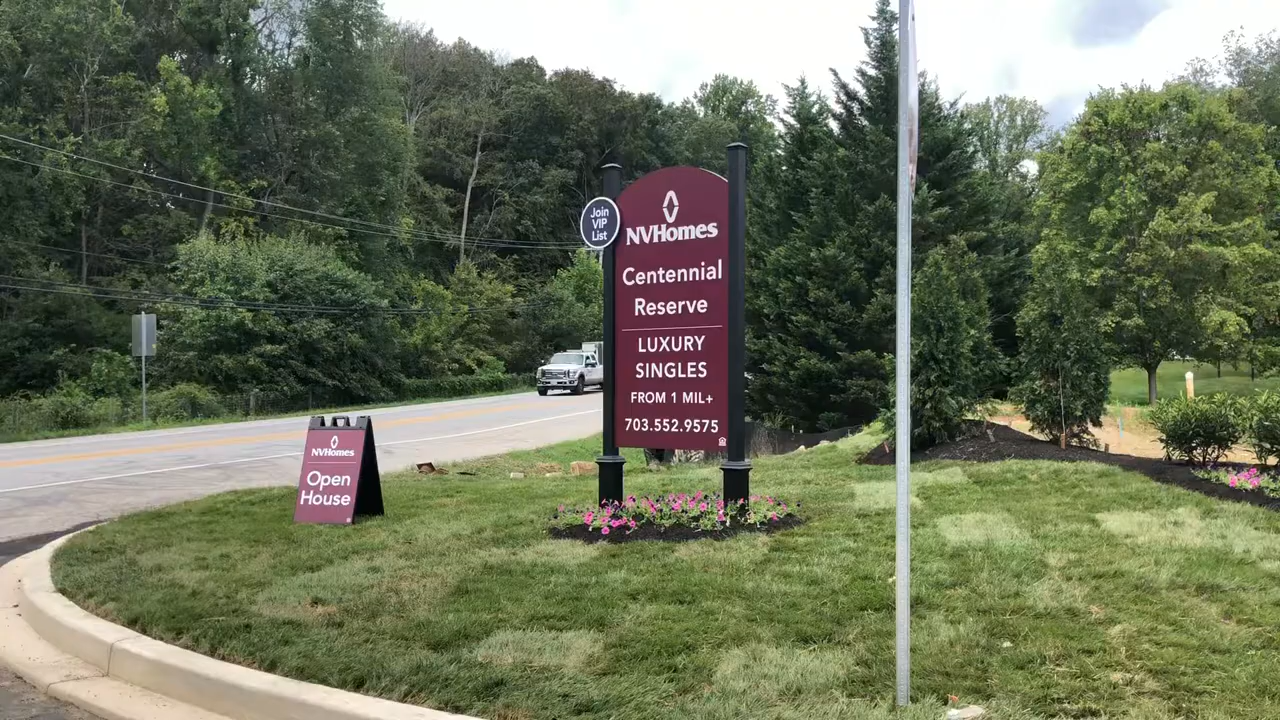 Join
VIP
List
NVHomes
Centennial
Reserve
LUXURY
SINGLES
FROM 1 MIL+
703.552.9575
NVHomes
Open
House